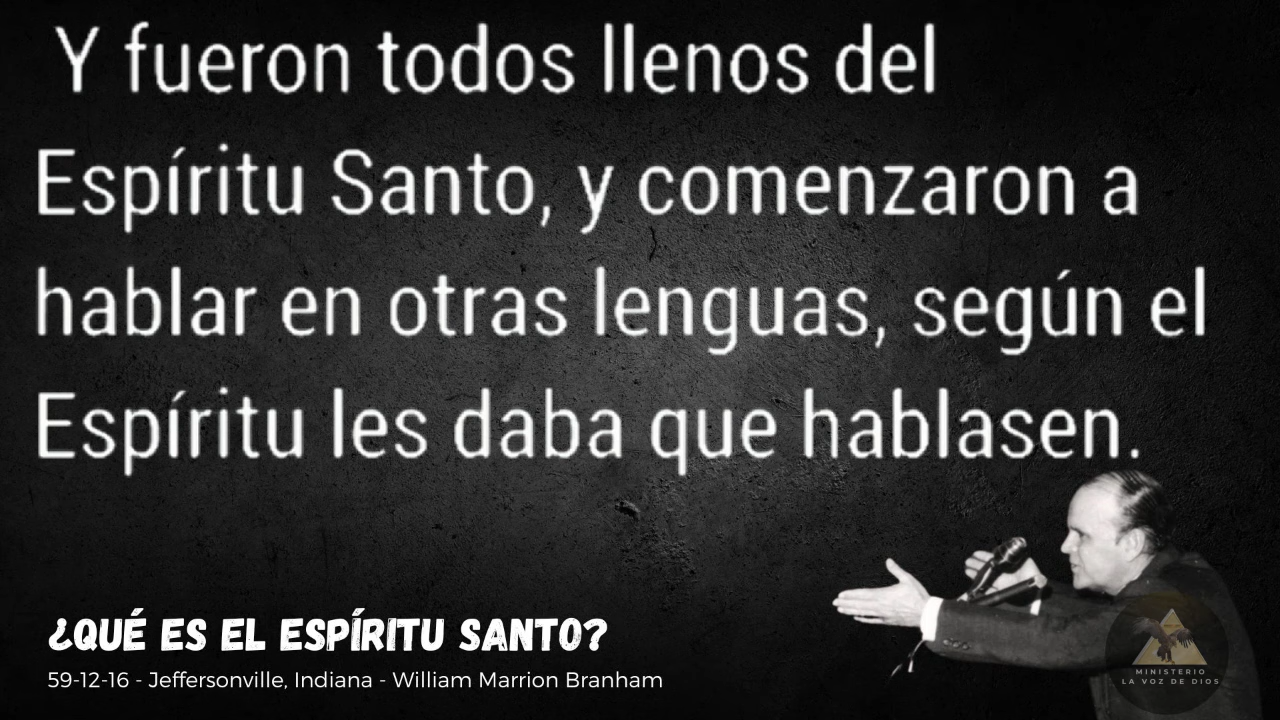 Y fueron todos llenos del
Espíritu Santo, y comenzaron a
hablar en otras lenguas, según el
Espíritu les daba que hablasen.
¿QUÉ ES EL ESPÍRITU SANTO?
59-12-16 - Jeffersonville, Indiana - William Marrion Branham
MINISTERIO
LA VOZ DE DIOS